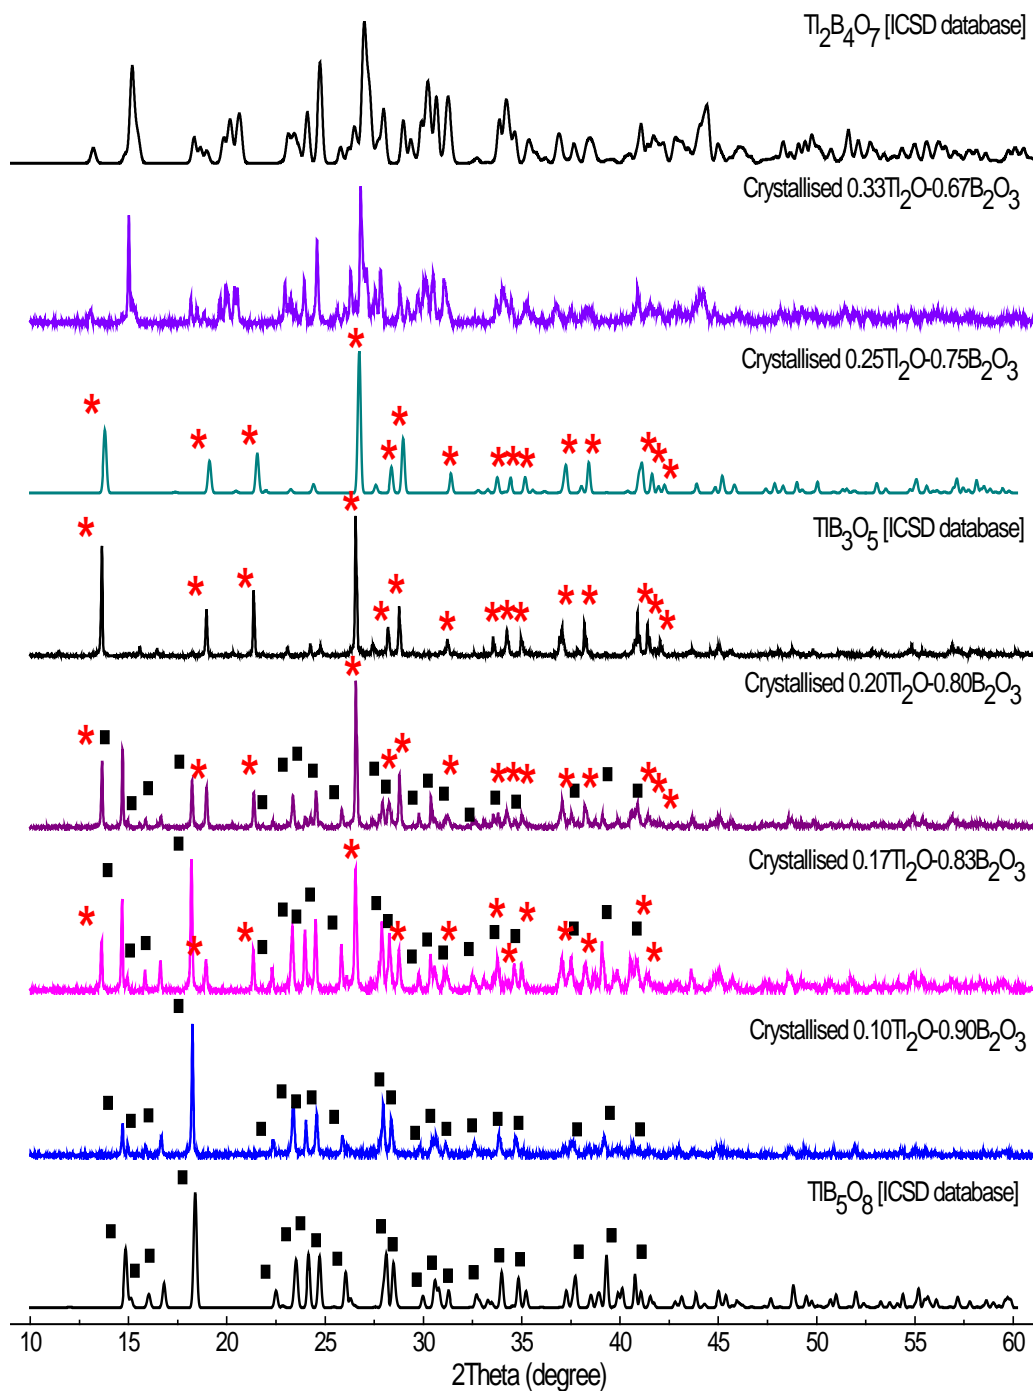 Tl2B4O7 [ICSD database]
Crystallised 0.33Tl2O-0.67B2O3
Crystallised 0.25Tl2O-0.75B2O3
TlB3O5 [ICSD database]
Crystallised 0.20Tl2O-0.80B2O3
Crystallised 0.17Tl2O-0.83B2O3
Crystallised 0.10Tl2O-0.90B2O3
TlB5O8 [ICSD database]
10 15 20 25 30 35 40 45 50 55 60
2Theta (degree)